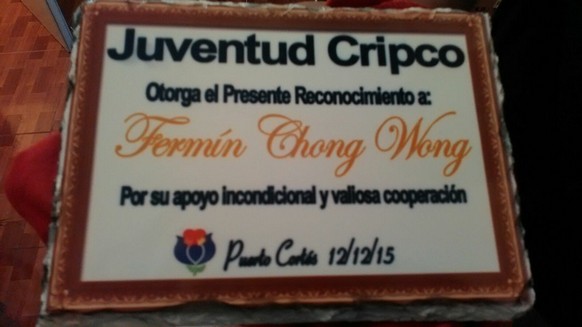 Juventud Cripco
Otorga el Presente Reconocimiento a:
Fermín Chong Wong
Por su apoyo incondicional y valiosa cooperación
Puerto Cortés 12/12/15